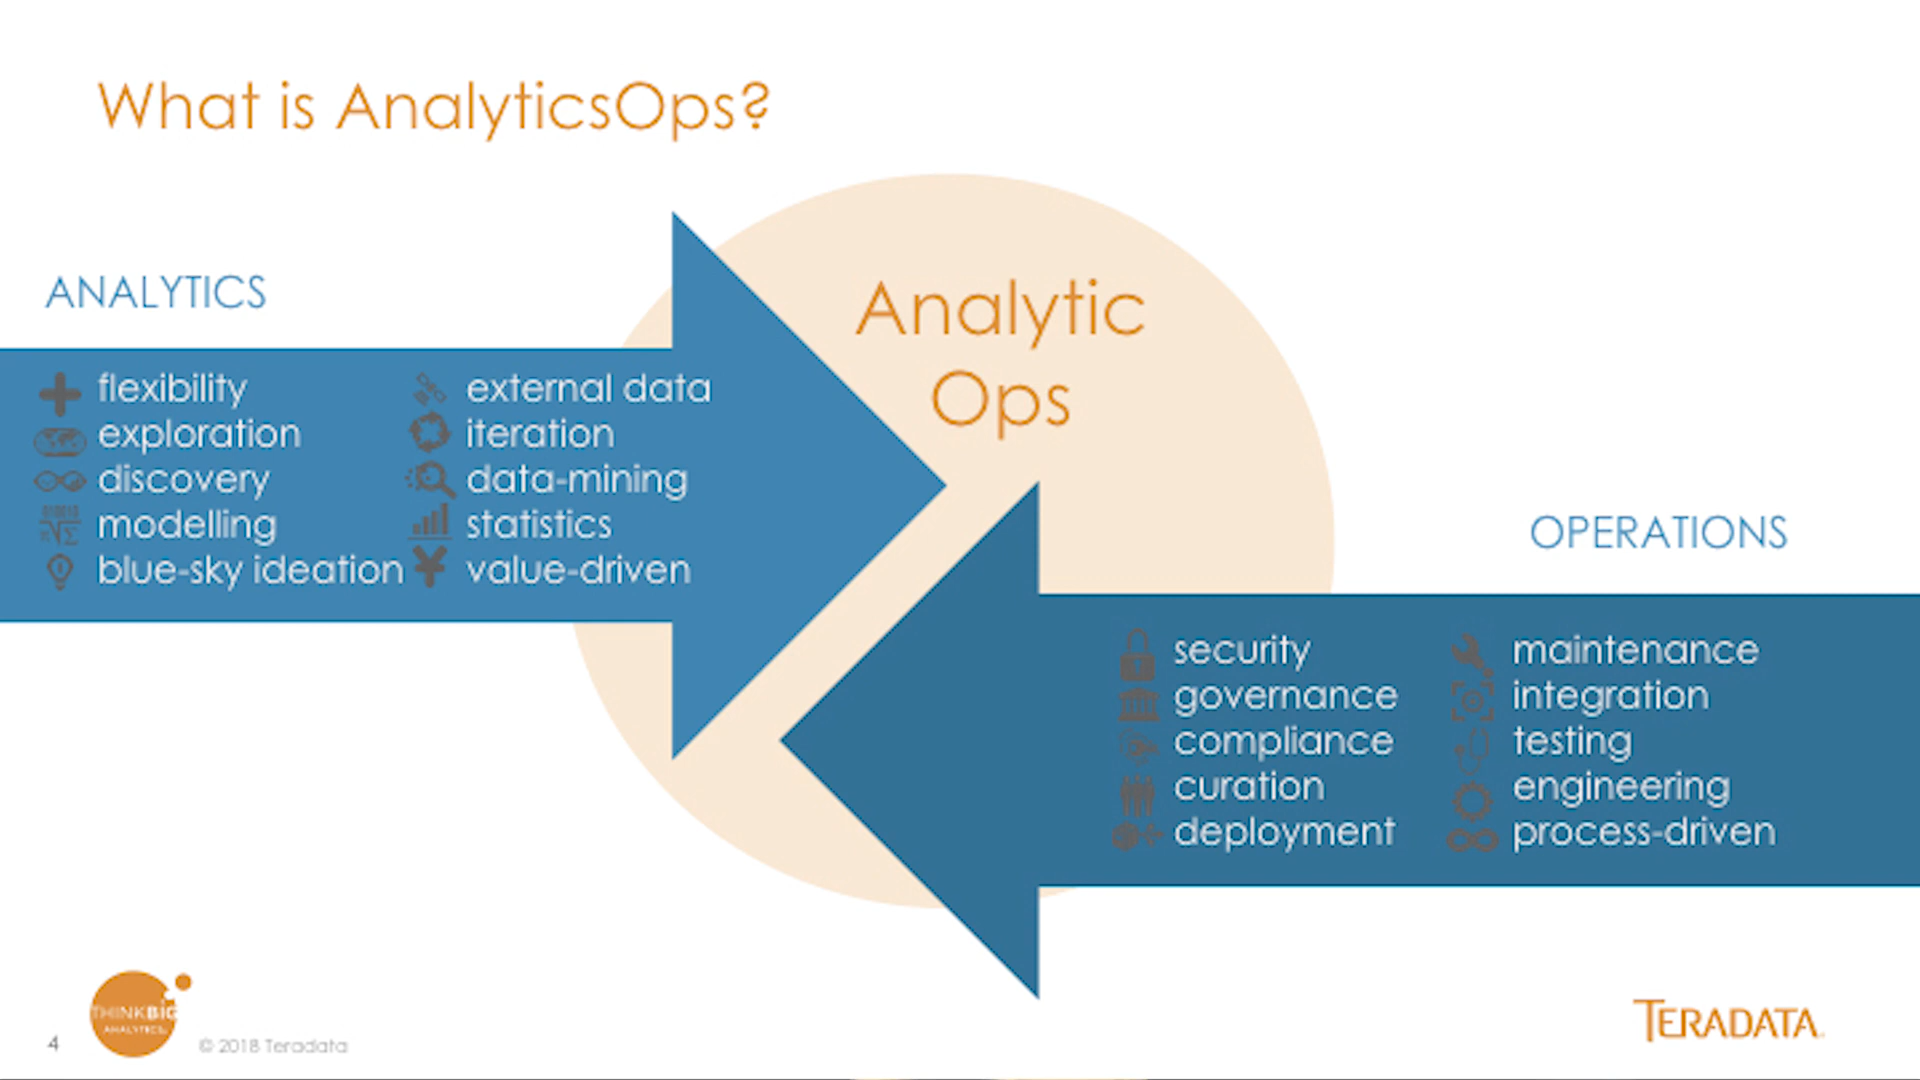 What is AnalyticsOps?
ANALYTICS
flexibility
exploration
discovery
modelling
blue-sky ideation
external data
iteration
data-mining
statistics
value-driven
Analytic
Ops
OPERATIONS
security
governance
compliance
curation
deployment
maintenance
integration
testing
engineering
process-driven
4
THINKBIG
ANALYTICS
© 2018 Teradata
TERADATA